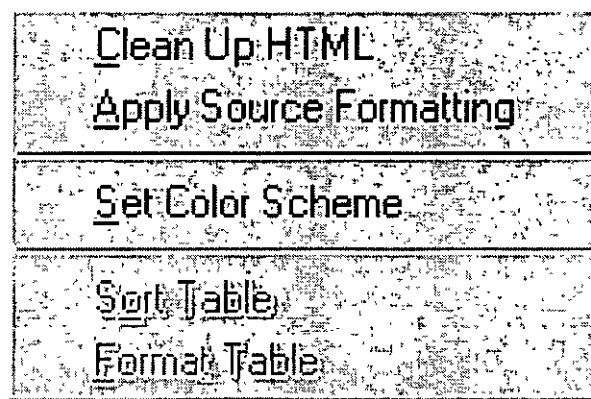 Clean Up HTML
Apply Source Formatting
Set Color Scheme
Sort Table
Format Table